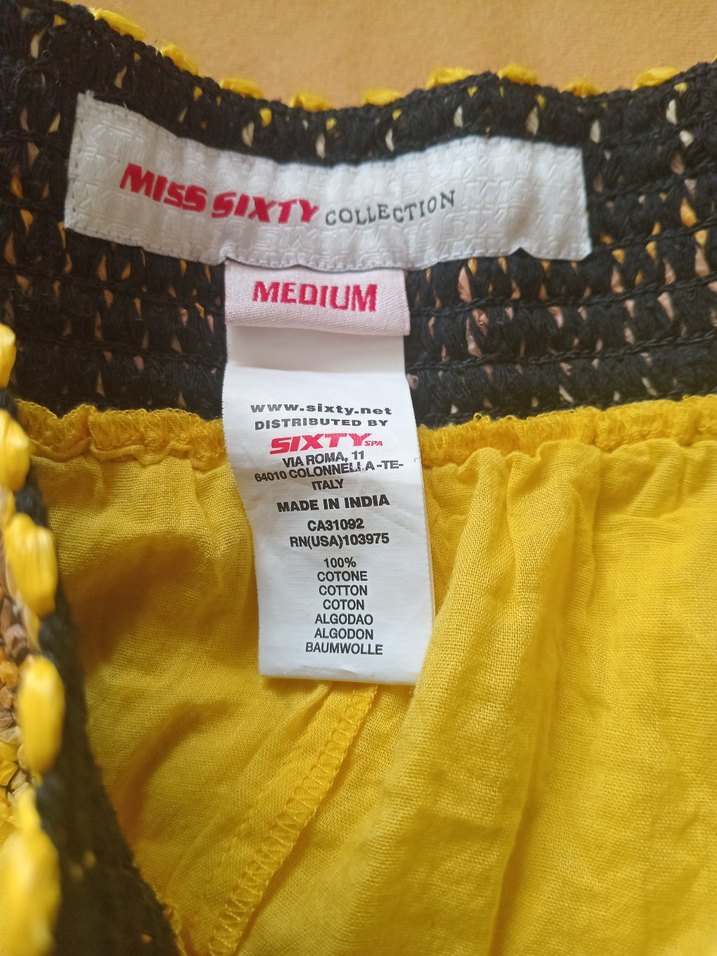 MISS SIXTY COLLECTION
MEDIUM
www.sixty.net
DISTRIBUTED BY
SIXTY SPA
VIA ROMA, 11
64010 COLONNELLA -TE-
ITALY
MADE IN INDIA
CA31092
RN(USA)103975
100%
COTONE
COTTON
COTON
ALGODAO
ALGODON
BAUMWOLLE